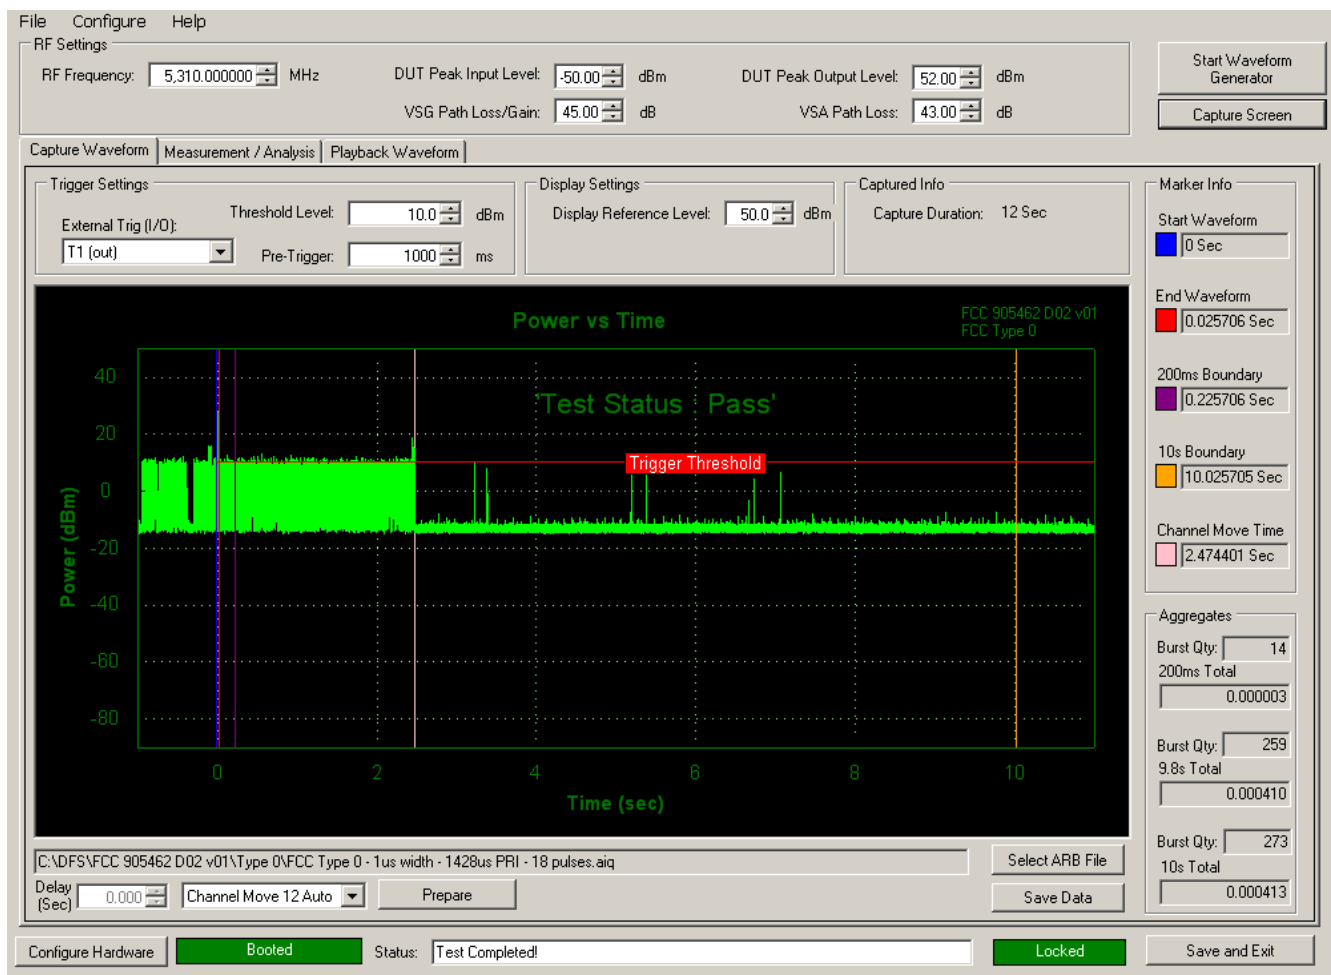 File Configure Help
RF Settings
RF Frequency: 5,310.000000 MHz DUT Peak Input Level: -50.00 dBm DUT Peak Output Level: 52.00 dBm
VSG Path Loss/Gain: 45.00 dB VSA Path Loss: 43.00 dB
Start Waveform
Generator
Capture Screen
Capture Waveform Measurement / Analysis Playback Waveform
Trigger Settings
External Trig (I/O):
T1 (out)
Threshold Level: 10.0 dBm
Pre-Trigger: 1000 ms
Display Settings
Display Reference Level: 50.0 dBm
Captured Info
Capture Duration: 12 Sec
Marker Info
Start Waveform
0 Sec
End Waveform
0.025706 Sec
200ms Boundary
0.225706 Sec
10s Boundary
10.025705 Sec
Channel Move Time
2.474401 Sec
Power vs Time
FCC 905462 D02 v01
FCC Type 0
'Test Status : Pass'
Trigger Threshold
Power (dBm)
40
20
0
-20
-40
-60
-80
0 2 4 6 8 10
Time (sec)
Aggregates
Burst Qty: 14
200ms Total
0.000003
Burst Qty: 259
9.8s Total
0.000410
Burst Qty: 273
10s Total
0.000413
C:\DFS\FCC 905462 D02 v01\Type 0\FCC Type 0 - 1us width - 1428us PRI - 18 pulses.aiq
Select ARB File
Delay
(Sec) 0.000 Channel Move 12 Auto Prepare
Save Data
Configure Hardware Booted Status: Test Completed! Locked Save and Exit